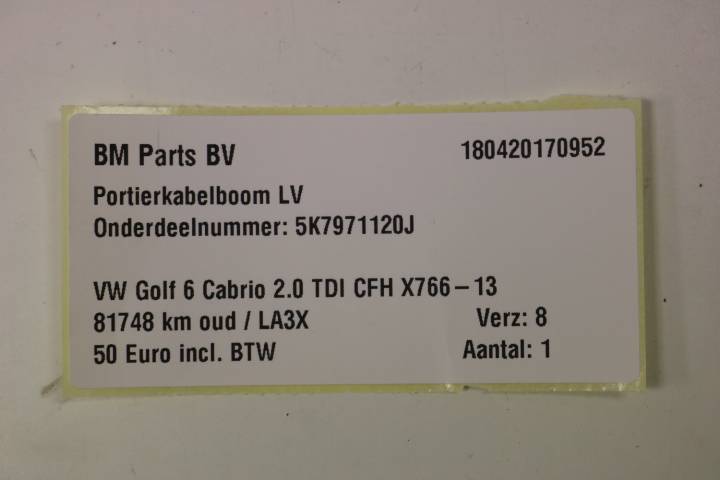 BM Parts BV 180420170952
Portierkabelboom LV
Onderdeelnummer: 5K7971120J
VW Golf 6 Cabrio 2.0 TDI CFH X766-13
81748 km oud / LA3X Verz: 8
50 Euro incl. BTW Aantal: 1